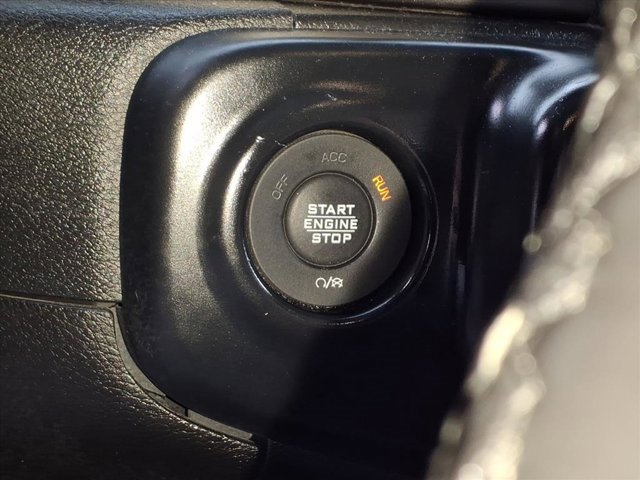 ACC
OFF
RUN
START
ENGINE
STOP